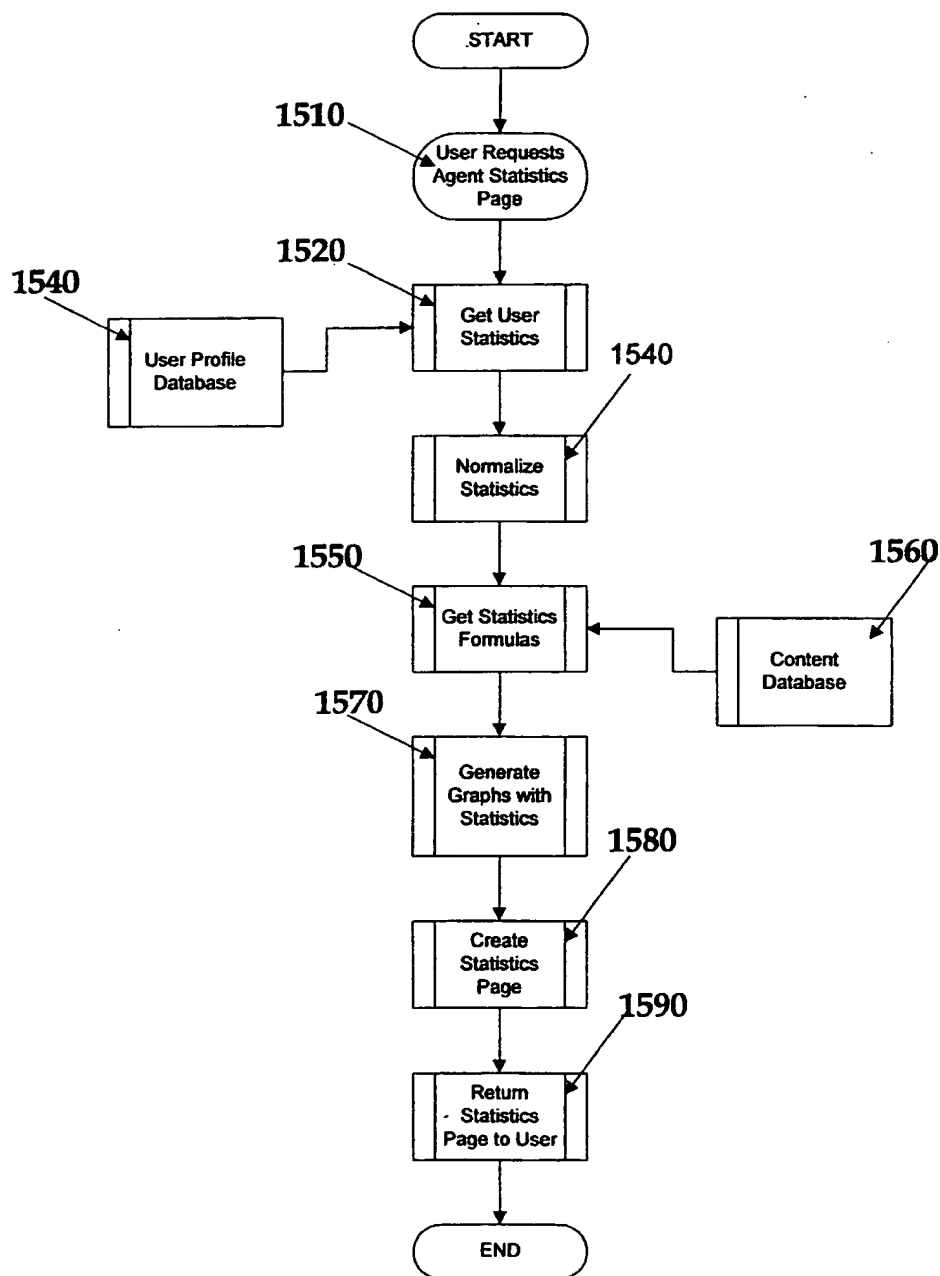 START
1510
User Requests
Agent Statistics
Page
1520
1540
Get User
Statistics
User Profile
Database
1540
Normalize
Statistics
1550
1560
Get Statistics
Formulas
Content
Database
1570
Generate
Graphs with
Statistics
1580
Create
Statistics
Page
1590
Return
Statistics
Page to User
END